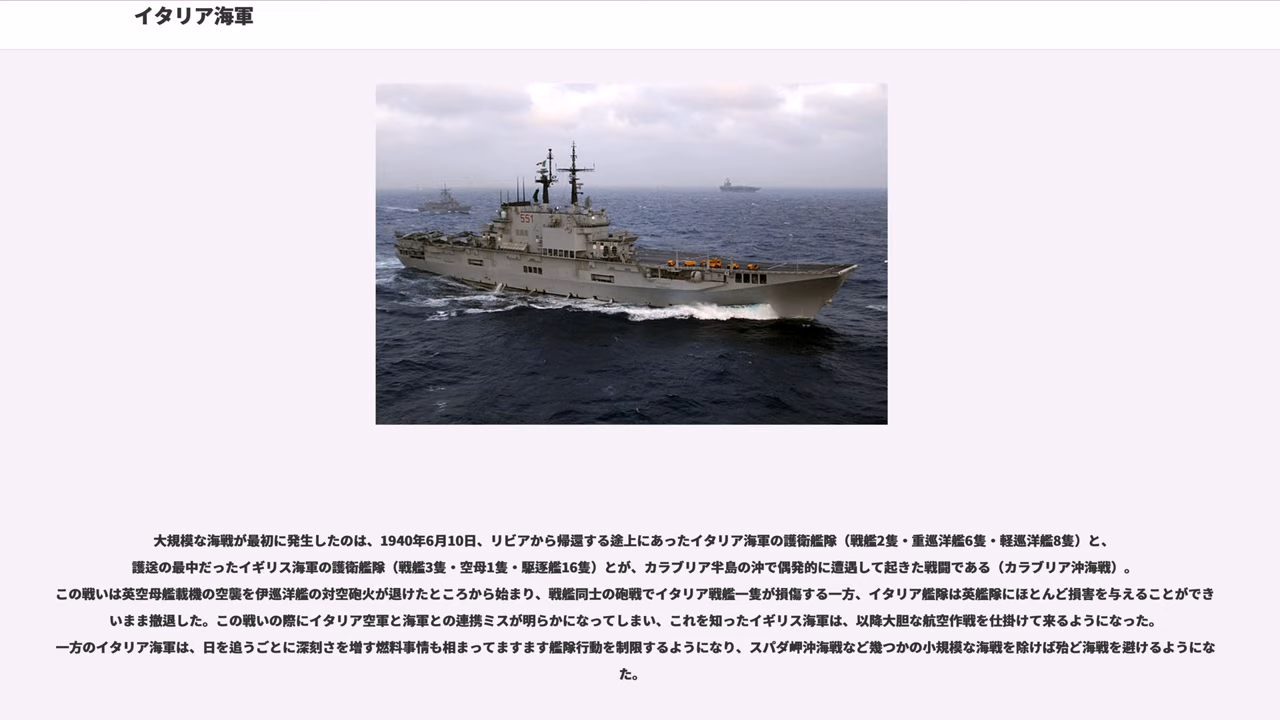 イタリア海軍
551
大規模な海戦が最初に発生したのは、1940年6月10日、リビアから帰還する途上にあったイタリア海軍の護衛艦隊（戦艦2隻・重巡洋艦6隻・軽巡洋艦8隻）と、
護送の最中だったイギリス海軍の護衛艦隊（戦艦3隻・空母1隻・駆逐艦16隻）とが、カラブリア半島の沖で偶発的に遭遇して起きた戦闘である（カラブリア沖海戦）。
この戦いは英空母艦載機の空襲を伊巡洋艦の対空砲火が退けたところから始まり、戦艦同士の砲戦でイタリア戦艦一隻が損傷する一方、イタリア艦隊は英艦隊にほとんど損害を与えることができ
いまま撤退した。この戦いの際にイタリア空軍と海軍との連携ミスが明らかになってしまい、これを知ったイギリス海軍は、以降大胆な航空作戦を仕掛けて来るようになった。
一方のイタリア海軍は、日を追うごとに深刻さを増す燃料事情も相まってますます艦隊行動を制限するようになり、スパダ岬沖海戦など幾つかの小規模な海戦を除けば殆ど海戦を避けるようにな
た。